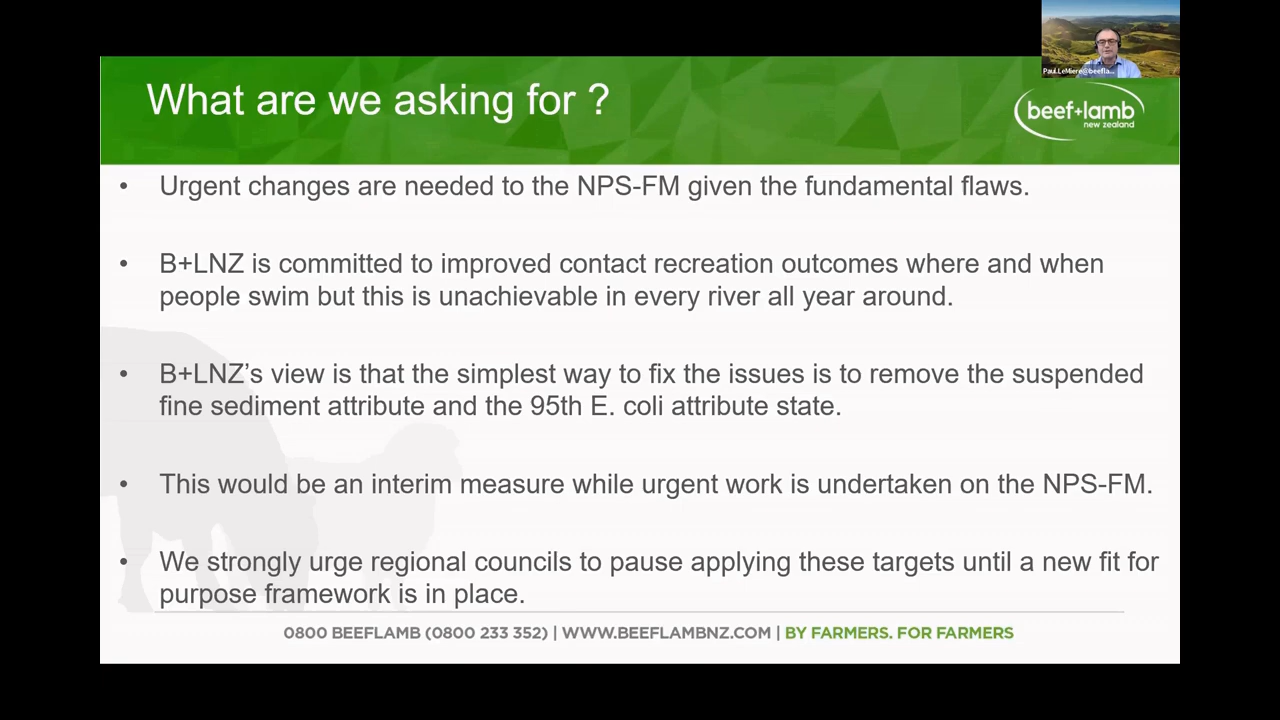 Paul.LeMiere@beefla...
What are we asking for ?
beef+lamb
new zealand
• Urgent changes are needed to the NPS-FM given the fundamental flaws.
• B+LNZ is committed to improved contact recreation outcomes where and when
people swim but this is unachievable in every river all year around.
• B+LNZ’s view is that the simplest way to fix the issues is to remove the suspended
fine sediment attribute and the 95th E. coli attribute state.
• This would be an interim measure while urgent work is undertaken on the NPS-FM.
• We strongly urge regional councils to pause applying these targets until a new fit for
purpose framework is in place.
0800 BEEFLAMB (0800 233 352) | WWW.BEEFLAMBNZ.COM | BY FARMERS. FOR FARMERS